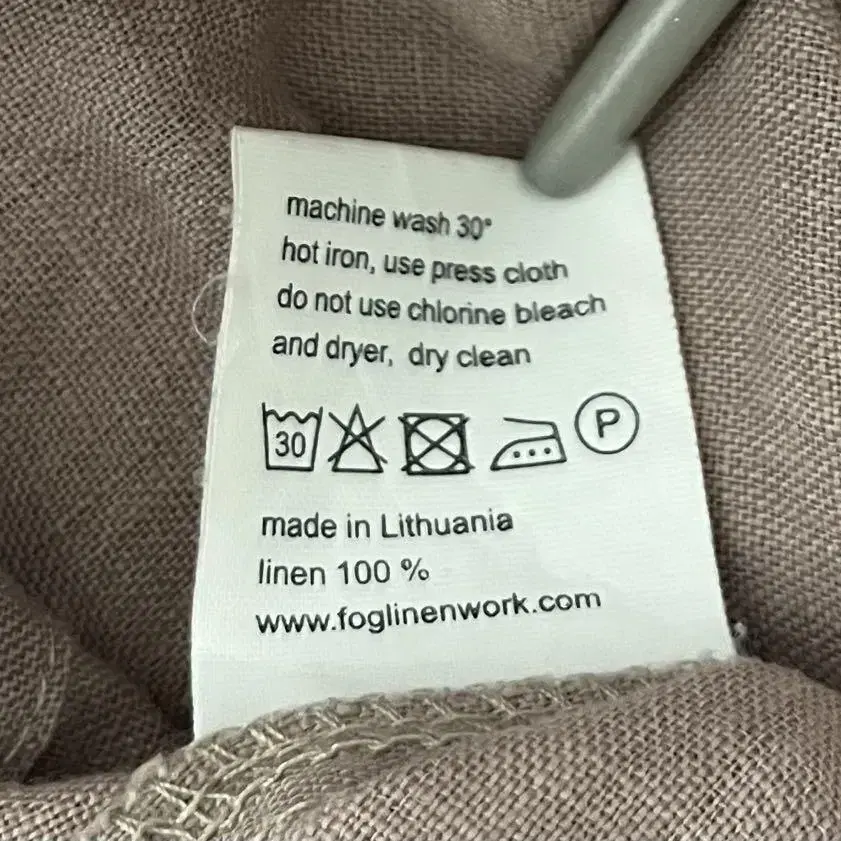 machine wash 30°
hot iron, use press cloth
do not use chlorine bleach
and dryer, dry clean
30 P
made in Lithuania
linen 100 %
www.foglinenwork.com